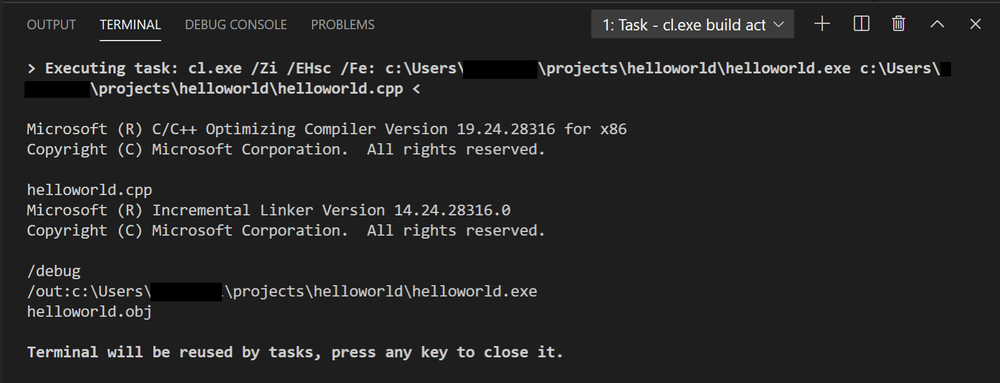 OUTPUT TERMINAL DEBUG CONSOLE PROBLEMS 1: Task - cl.exe build act
> Executing task: cl.exe /Zi /EHsc /Fe: c:\Users\ \projects\helloworld\helloworld.exe c:\Users\
\projects\helloworld\helloworld.cpp <
Microsoft (R) C/C++ Optimizing Compiler Version 19.24.28316 for x86
Copyright (C) Microsoft Corporation.  All rights reserved.
helloworld.cpp
Microsoft (R) Incremental Linker Version 14.24.28316.0
Copyright (C) Microsoft Corporation.  All rights reserved.
/debug
/out:c:\Users\ \projects\helloworld\helloworld.exe
helloworld.obj
Terminal will be reused by tasks, press any key to close it.